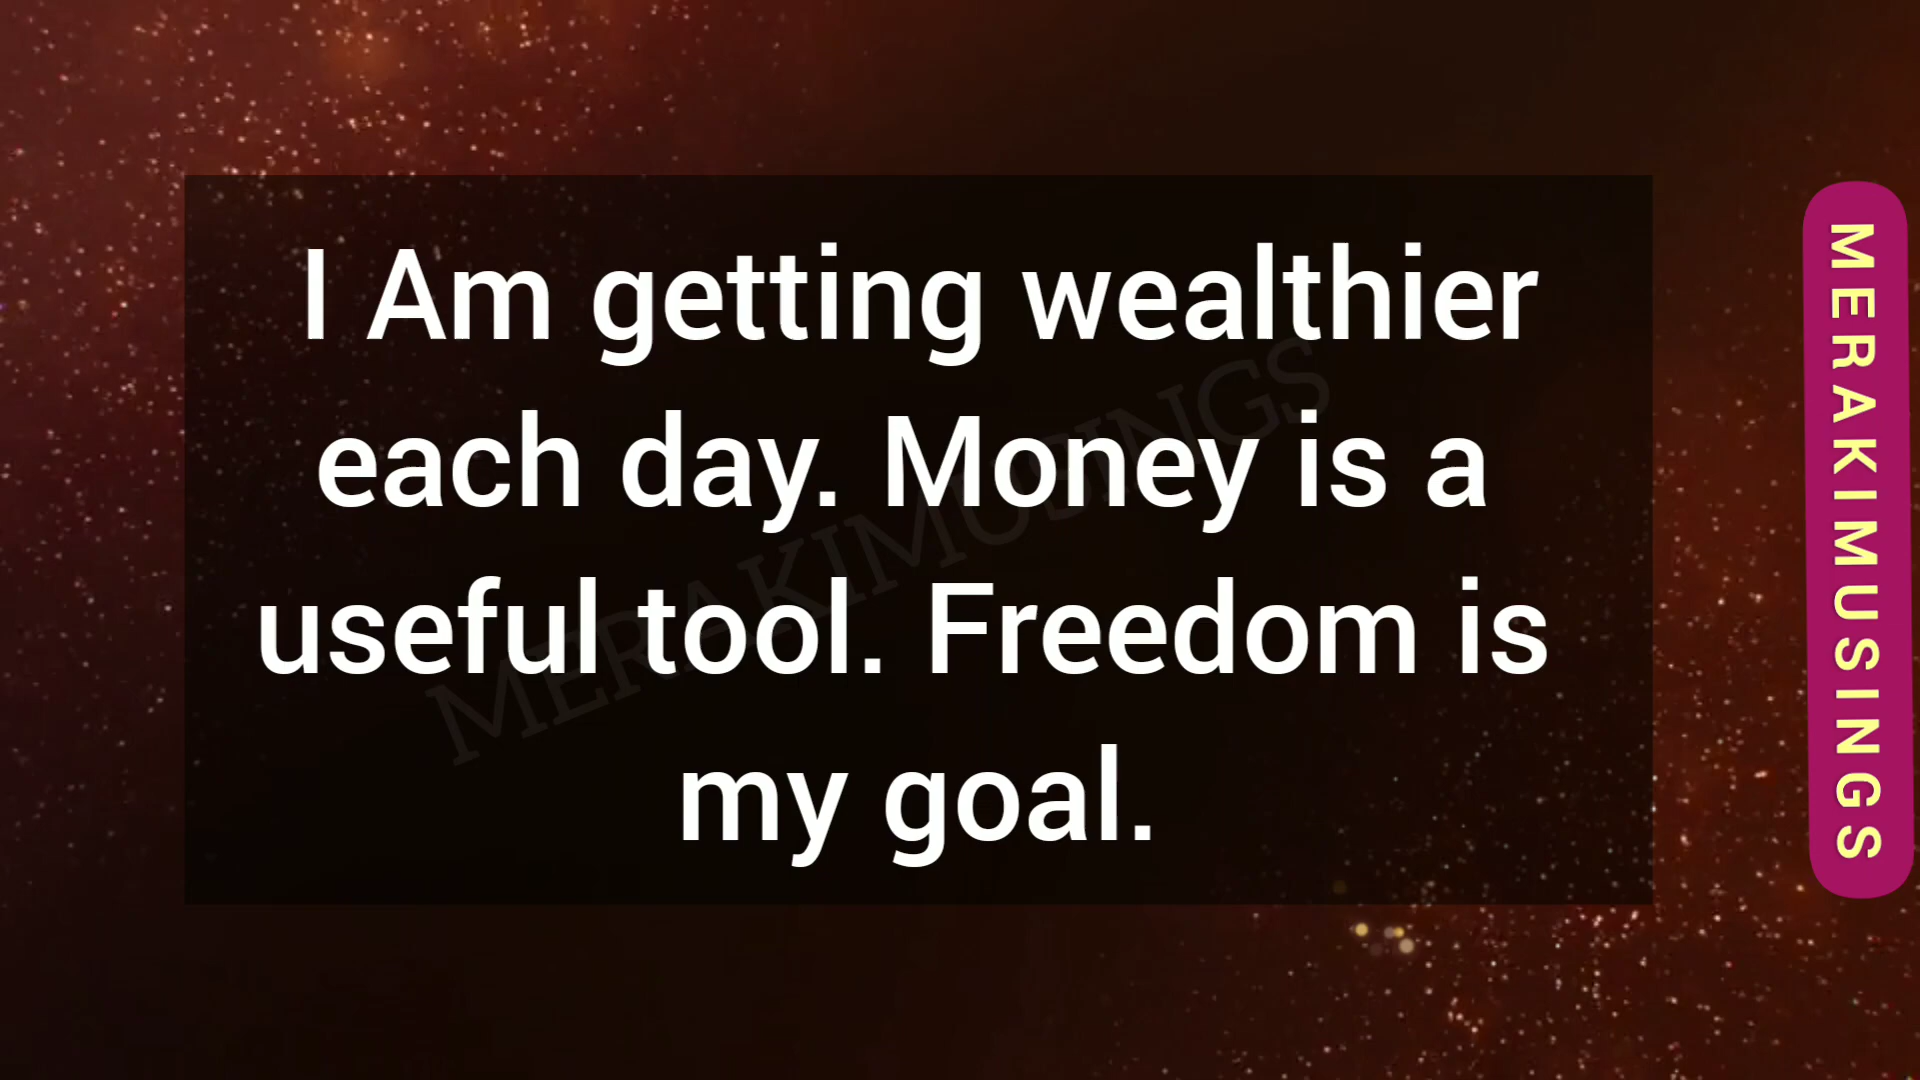 I Am getting wealthier
each day. Money is a
useful tool. Freedom is
my goal.
MERAKIMUSINGS
MERAKIMUSINGS